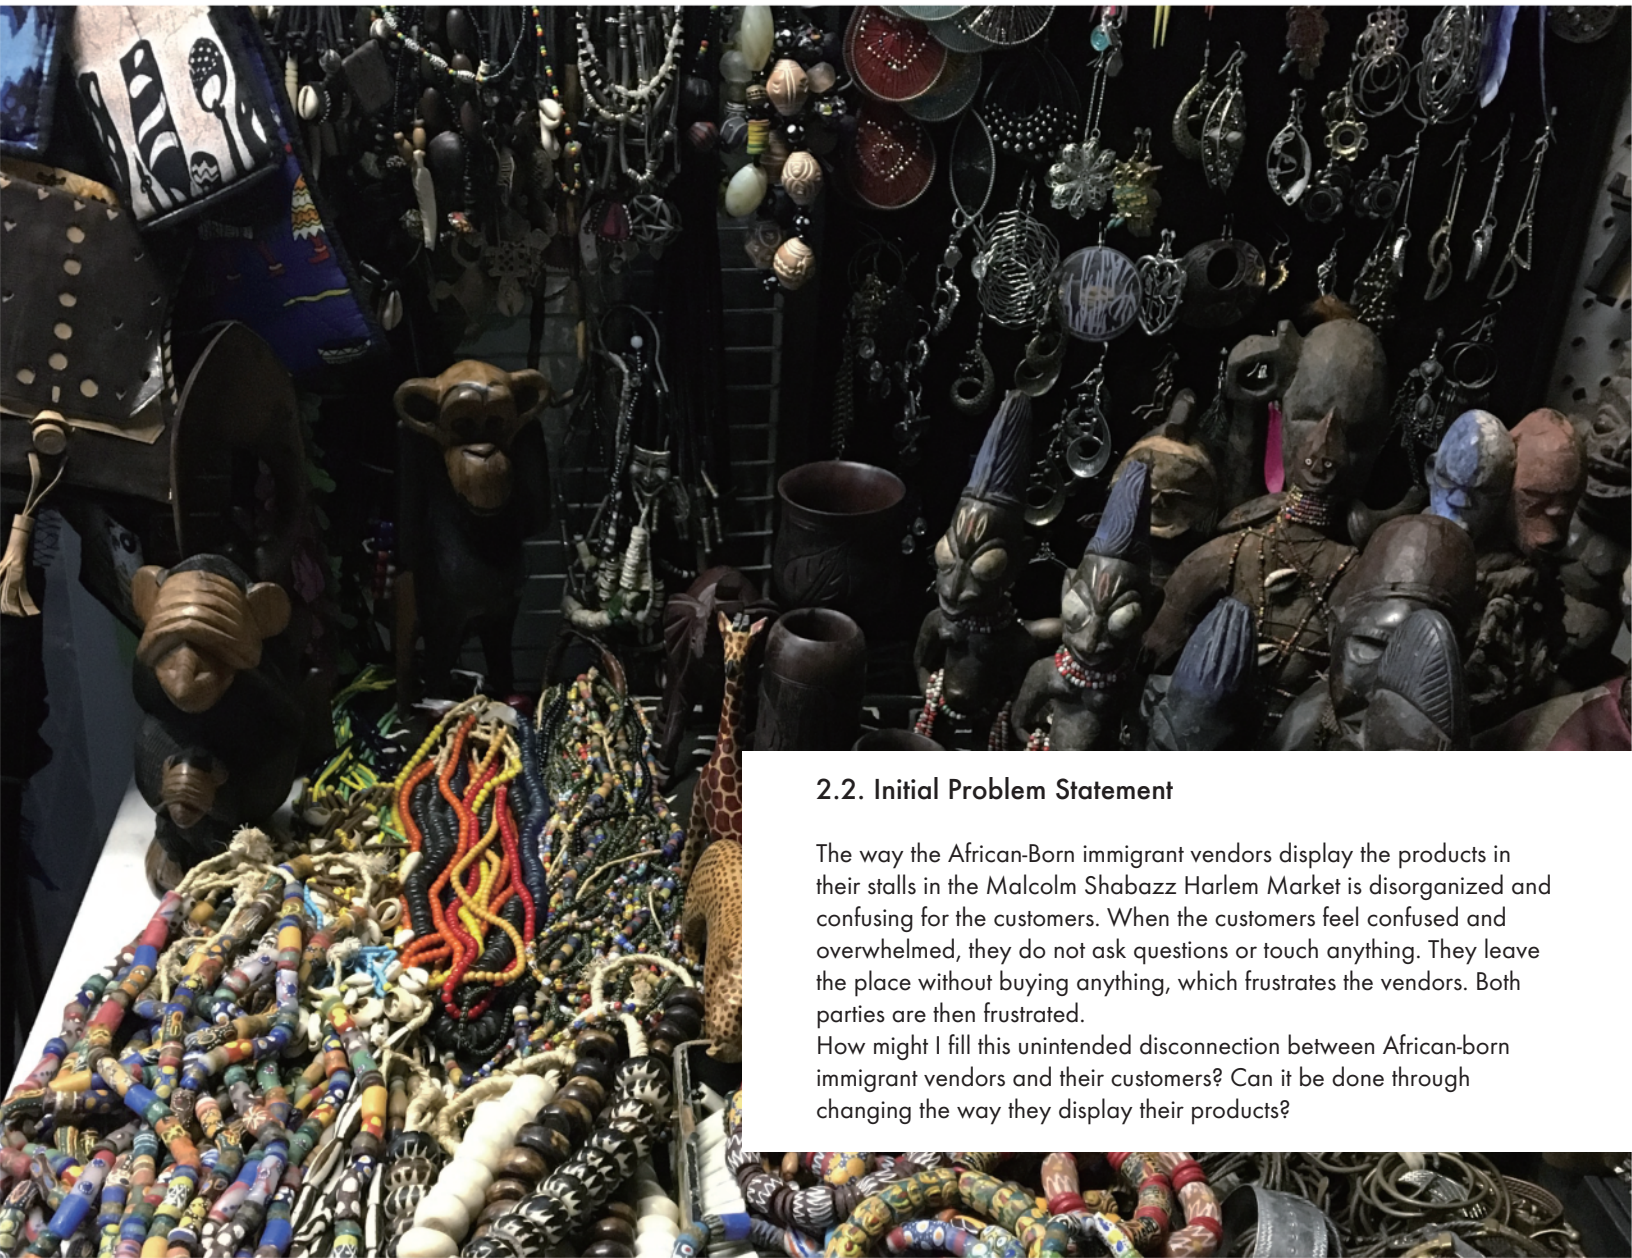 2.2. Initial Problem Statement
The way the African-Born immigrant vendors display the products in
their stalls in the Malcolm Shabazz Harlem Market is disorganized and
confusing for the customers. When the customers feel confused and
overwhelmed, they do not ask questions or touch anything. They leave
the place without buying anything, which frustrates the vendors. Both
parties are then frustrated.
How might I fill this unintended disconnection between African-born
immigrant vendors and their customers? Can it be done through
changing the way they display their products?